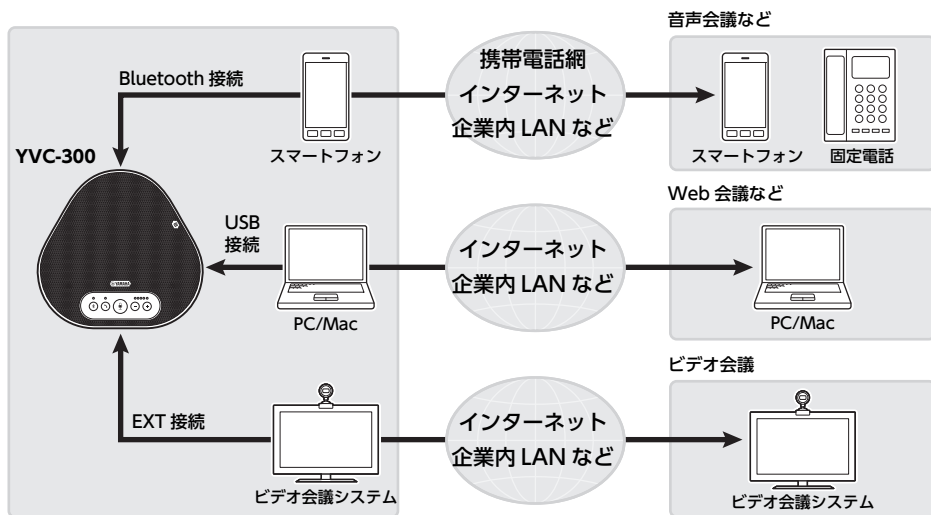 音声会議など
Bluetooth 接続
携帯電話網
インターネット
企業内 LAN など
YVC-300
スマートフォン
スマートフォン
固定電話
Web 会議など
USB
接続
インターネット
企業内 LAN など
YAMAHA
PC/Mac
PC/Mac
ビデオ会議
EXT 接続
インターネット
企業内 LAN など
ビデオ会議システム
ビデオ会議システム